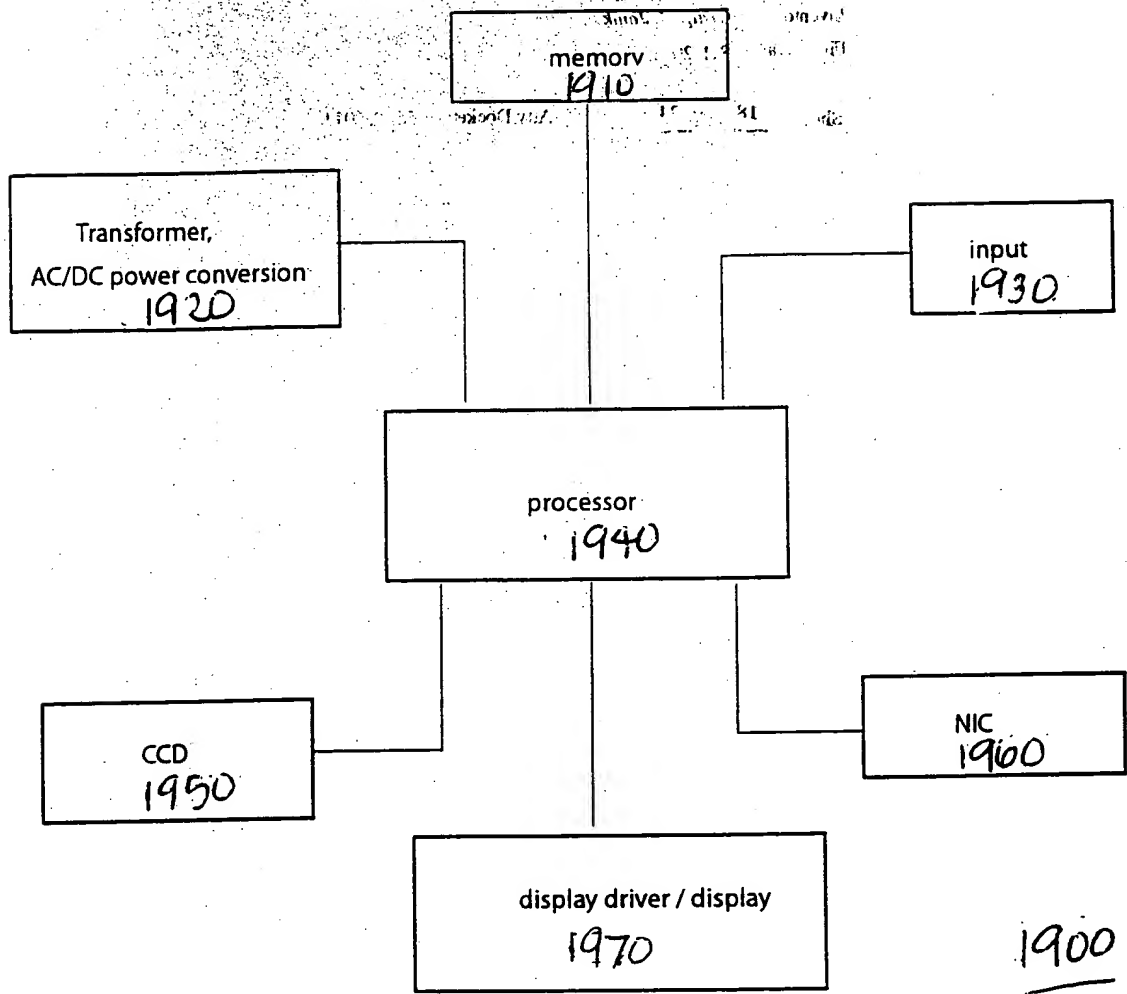 memory
1910
Transformer,
AC/DC power conversion
1920
input
1930
processor
1940
CCD
1950
NIC
1960
display driver / display
1970
1900